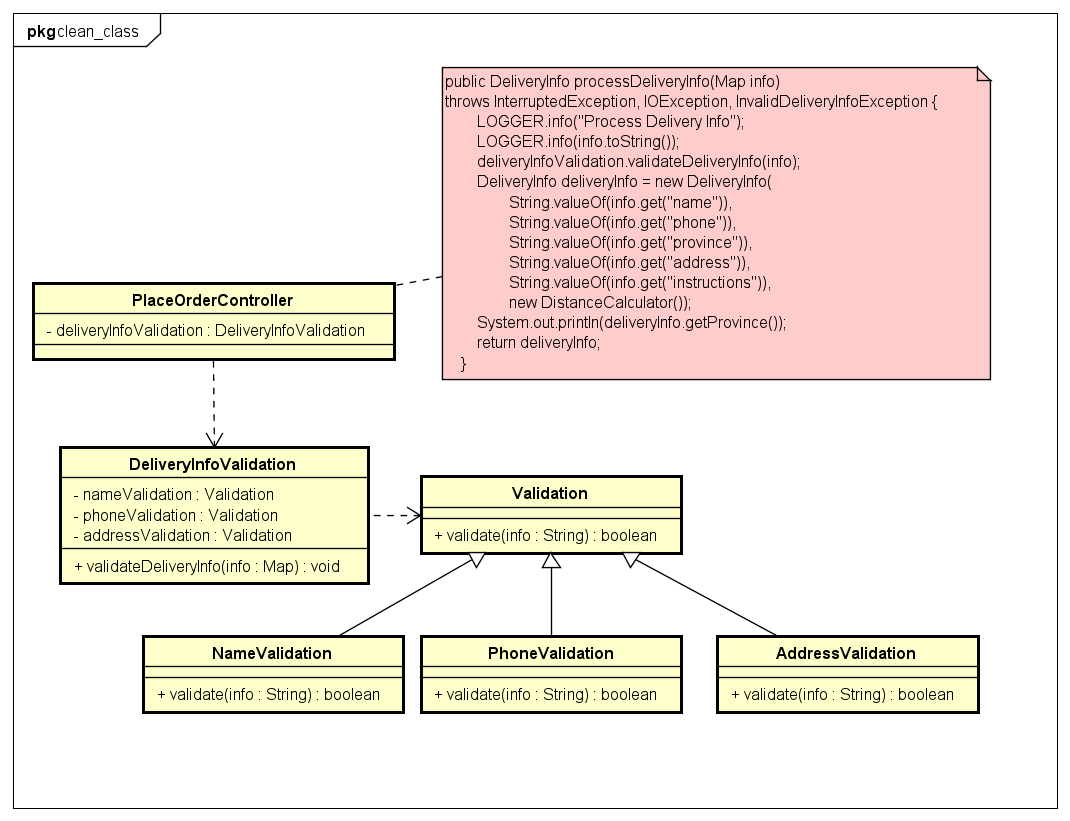 pkg clean_class
public DeliveryInfo processDeliveryInfo(Map info)
throws InterruptedException, IOException, InvalidDeliveryInfoException {
LOGGER.info("Process Delivery Info");
LOGGER.info(info.toString());
deliveryInfoValidation.validateDeliveryInfo(info);
DeliveryInfo deliveryInfo = new DeliveryInfo(
String.valueOf(info.get("name")),
String.valueOf(info.get("phone")),
String.valueOf(info.get("province")),
String.valueOf(info.get("address")),
String.valueOf(info.get("instructions")),
new DistanceCalculator());
System.out.println(deliveryInfo.getProvince());
return deliveryInfo;
}
PlaceOrderController
- deliveryInfoValidation : DeliveryInfoValidation
DeliveryInfoValidation
- nameValidation : Validation
- phoneValidation : Validation
- addressValidation : Validation
+ validateDeliveryInfo(info : Map) : void
Validation
+ validate(info : String) : boolean
NameValidation
+ validate(info : String) : boolean
PhoneValidation
+ validate(info : String) : boolean
AddressValidation
+ validate(info : String) : boolean